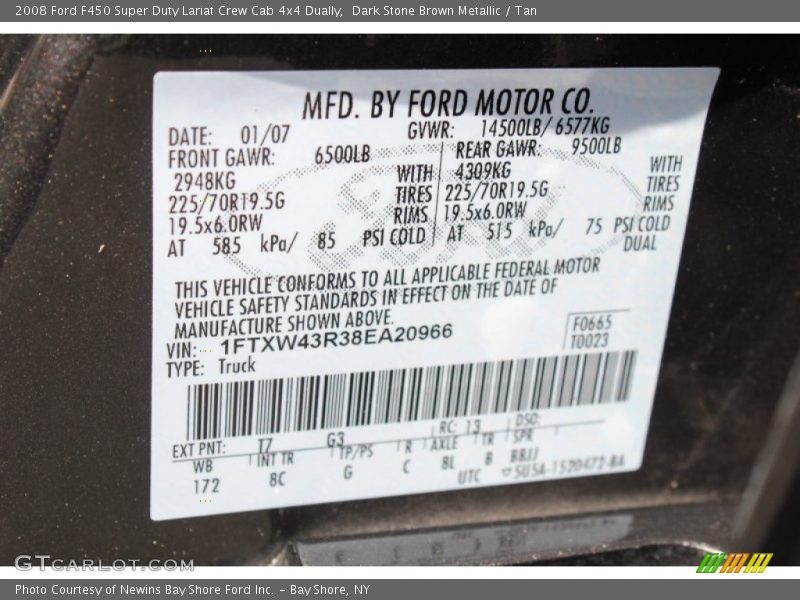 2008 Ford F450 Super Duty Lariat Crew Cab 4x4 Dually, Dark Stone Brown Metallic / Tan
MFD. BY FORD MOTOR CO.
DATE: 01/07 GVWR: 14500LB/ 6577KG
FRONT GAWR: 6500LB REAR GAWR: 9500LB
2948KG WITH 4309KG WITH
225/70R19.5G TIRES 225/70R19.5G TIRES
19.5x6.0RW RIMS 19.5x6.0RW RIMS
AT 585 kPa/ 85 PSI COLD AT 515 kPa/ 75 PSI COLD
DUAL
THIS VEHICLE CONFORMS TO ALL APPLICABLE FEDERAL MOTOR
VEHICLE SAFETY STANDARDS IN EFFECT ON THE DATE OF
MANUFACTURE SHOWN ABOVE.
VIN: 1FTXW43R38EA20966
F0665
T0023
TYPE: Truck
EXT PNT: T7 G3 RC: 13 DSO:
WB INT TR TP/PS R AXLE TR SPR
172 8C G C 8L B BBJJ
UTC 5U5A-1520472-BA
GTCARLOT.COM
Photo Courtesy of Newins Bay Shore Ford Inc. - Bay Shore, NY